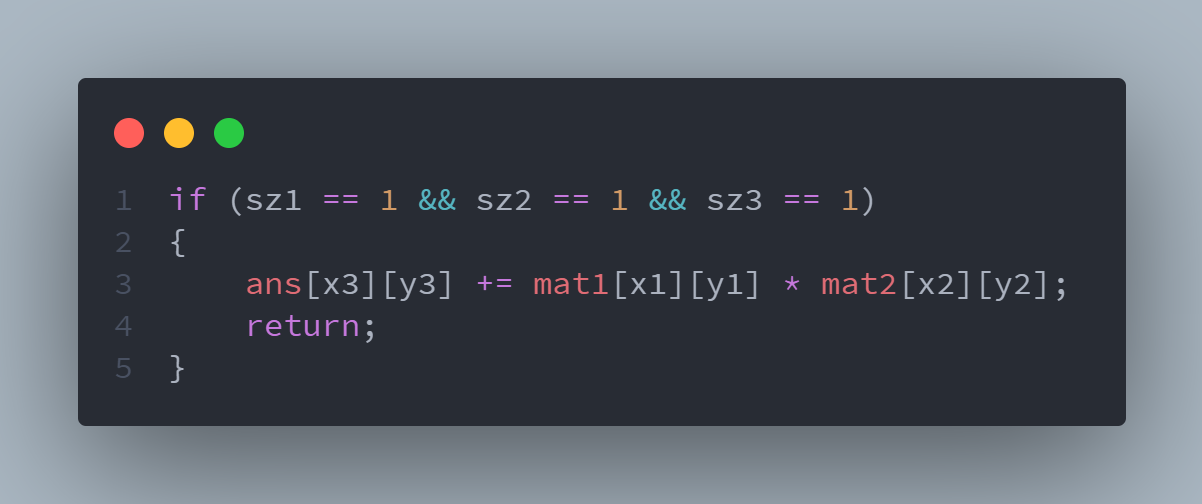 1 if (sz1 == 1 && sz2 == 1 && sz3 == 1)
2 {
3     ans[x3][y3] += mat1[x1][y1] * mat2[x2][y2];
4     return;
5 }